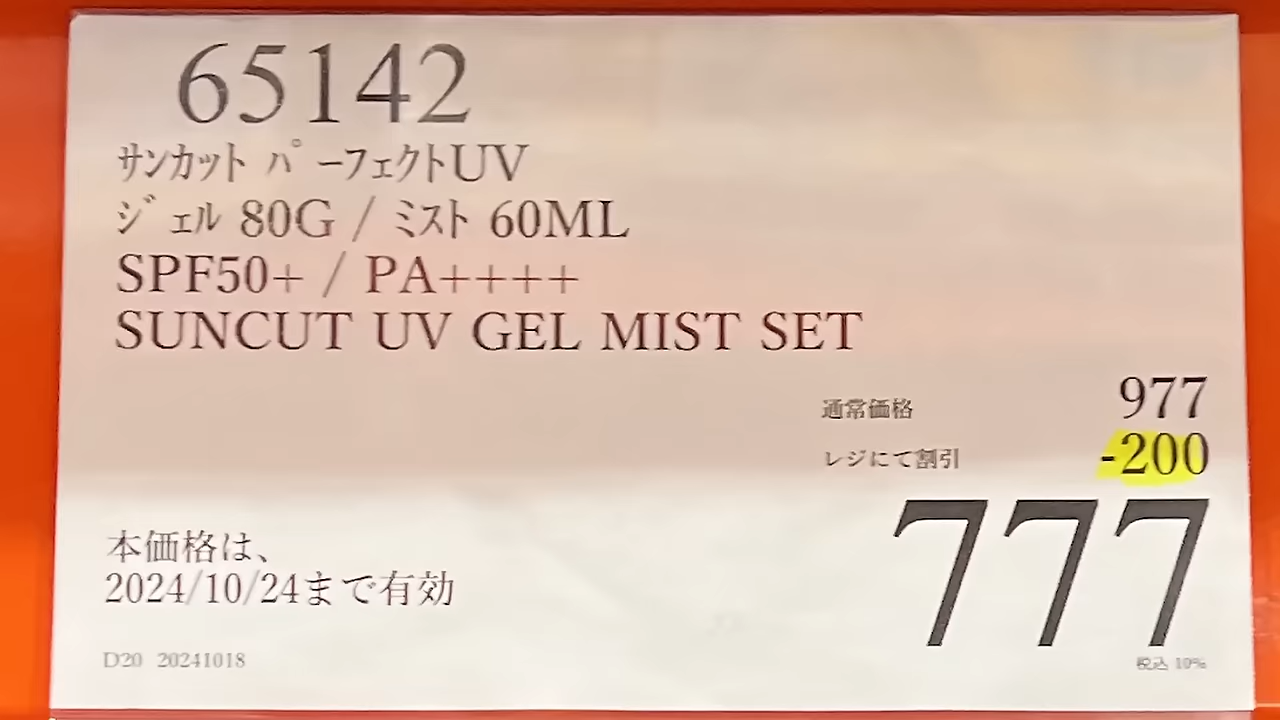 65142
サンカット パーフェクトUV
ジェル 80G / ミスト 60ML
SPF50+ / PA++++
SUNCUT UV GEL MIST SET
通常価格 977
レジにて割引 -200
777
本価格は、
2024/10/24まで有効
D20 20241018
税込 10%